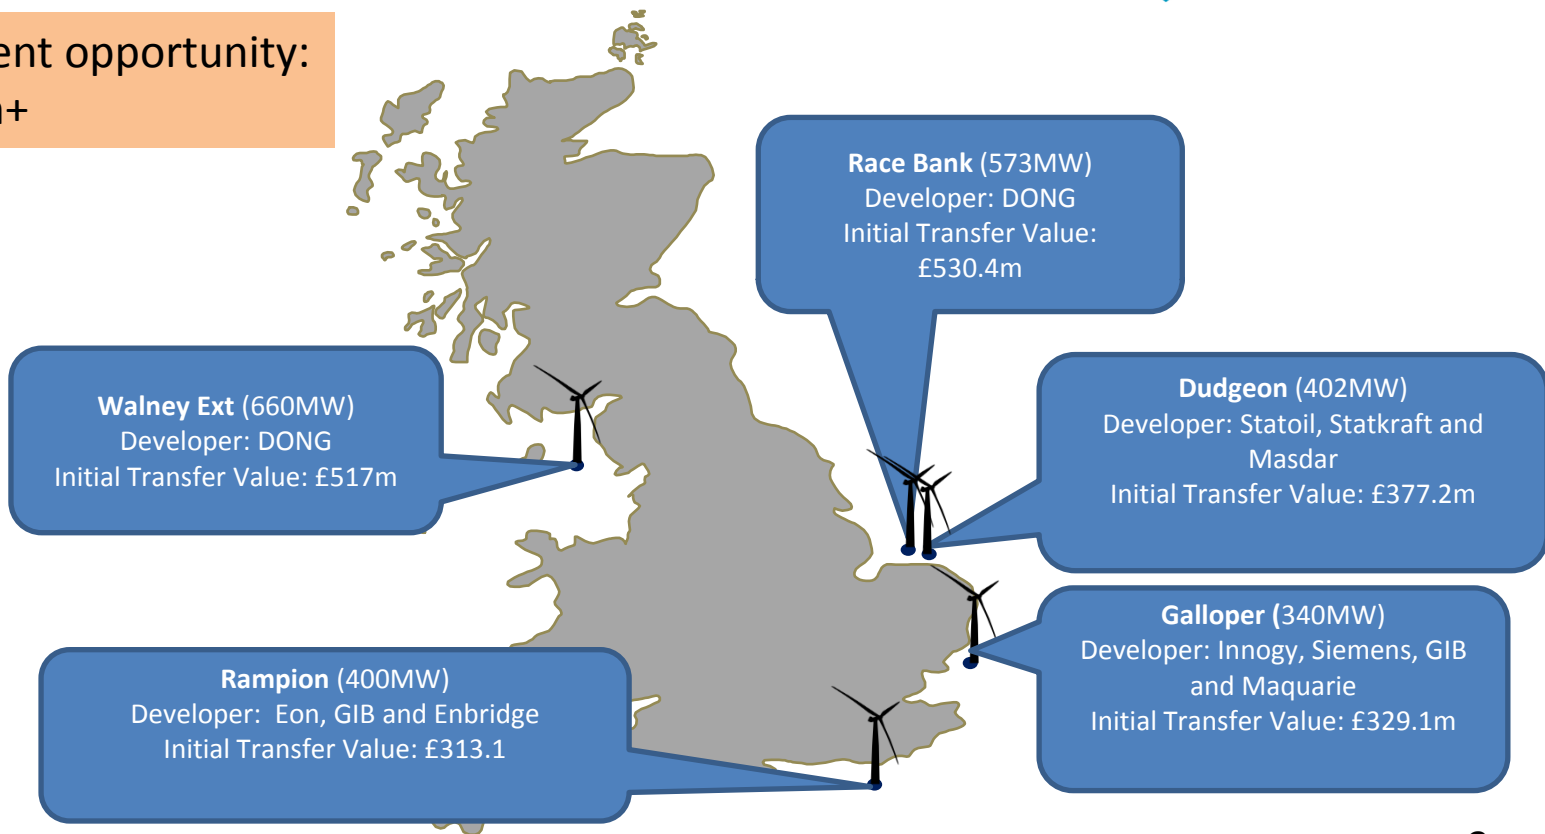 ent opportunity:
+
Race Bank (573MW)
Developer: DONG
Initial Transfer Value:
£530.4m
Walney Ext (660MW)
Developer: DONG
Initial Transfer Value: £517m
Dudgeon (402MW)
Developer: Statoil, Statkraft and
Masdar
Initial Transfer Value: £377.2m
Galloper (340MW)
Developer: Innogy, Siemens, GIB
and Maquarie
Initial Transfer Value: £329.1m
Rampion (400MW)
Developer:  Eon, GIB and Enbridge
Initial Transfer Value: £313.1